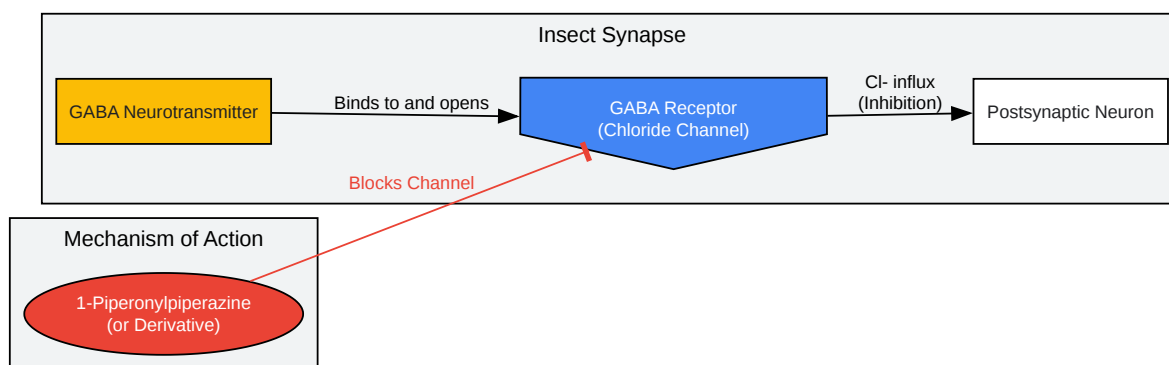 Insect Synapse
GABA Neurotransmitter
Binds to and opens
GABA Receptor
(Chloride Channel)
Cl- influx
(Inhibition)
Postsynaptic Neuron
Blocks Channel
Mechanism of Action
1-Piperonylpiperazine
(or Derivative)